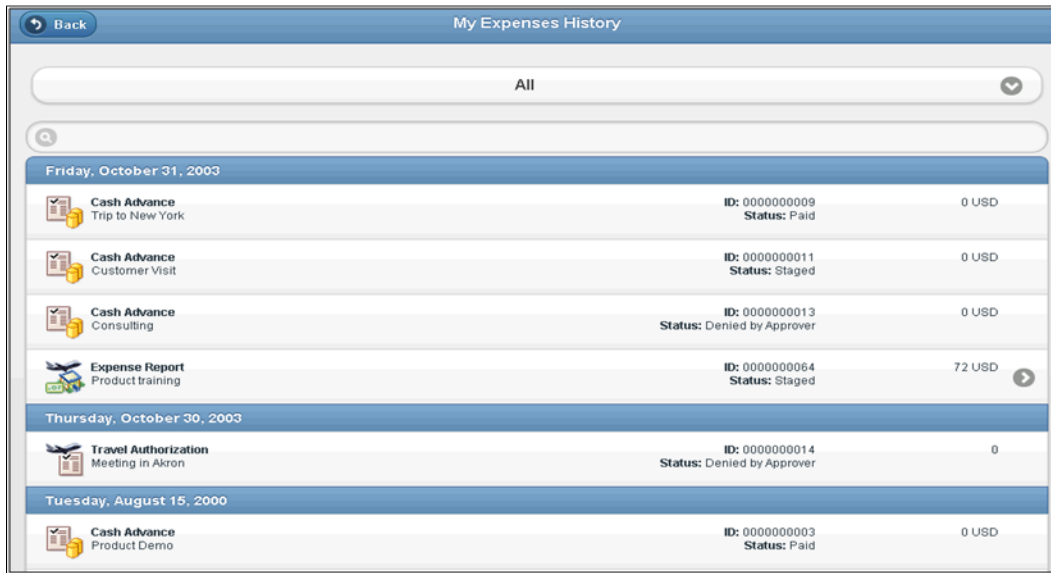 Back
My Expenses History
All
Friday, October 31, 2003
Cash Advance ID: 0000000009 0 USD
Trip to New York Status: Paid
Cash Advance ID: 0000000011 0 USD
Customer Visit Status: Staged
Cash Advance ID: 0000000013 0 USD
Consulting Status: Denied by Approver
Expense Report ID: 0000000064 72 USD
Product training Status: Staged
Thursday, October 30, 2003
Travel Authorization ID: 0000000014 0
Meeting in Akron Status: Denied by Approver
Tuesday, August 15, 2000
Cash Advance ID: 0000000003 0 USD
Product Demo Status: Paid